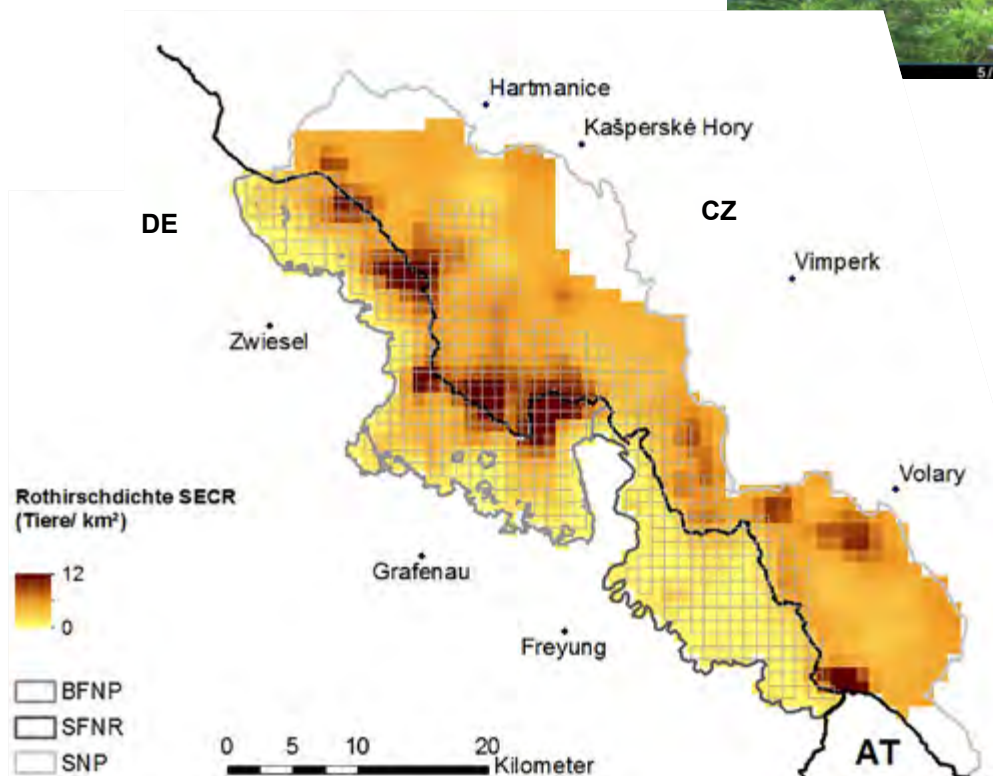 5/
Hartmanice
Kašperské Hory
DE
CZ
Vimperk
Zwiesel
Rothirschdichte SECR
(Tiere/ km²)
Volary
12
0
Grafenau
Freyung
BFNP
SFNR
SNP
0 5 10 20
Kilometer
AT